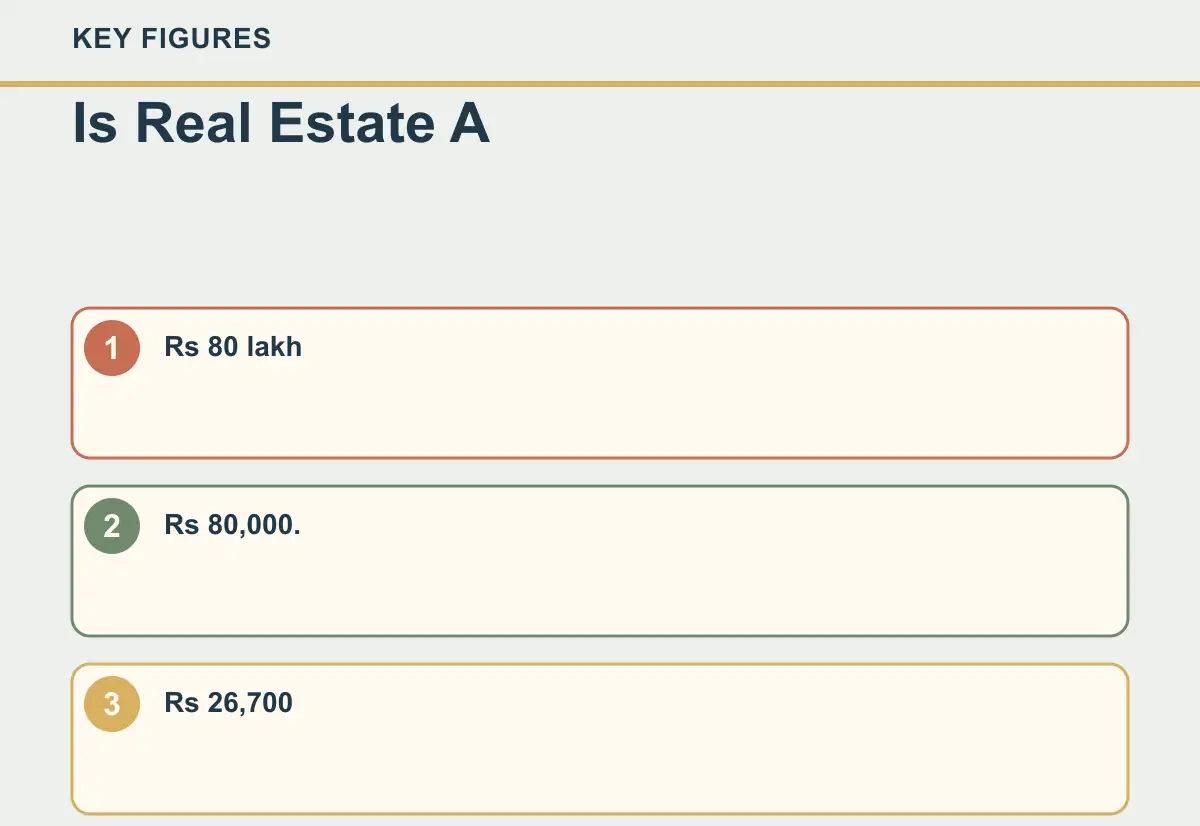 KEY FIGURES
Is Real Estate A
1 Rs 80 lakh
2 Rs 80,000.
3 Rs 26,700